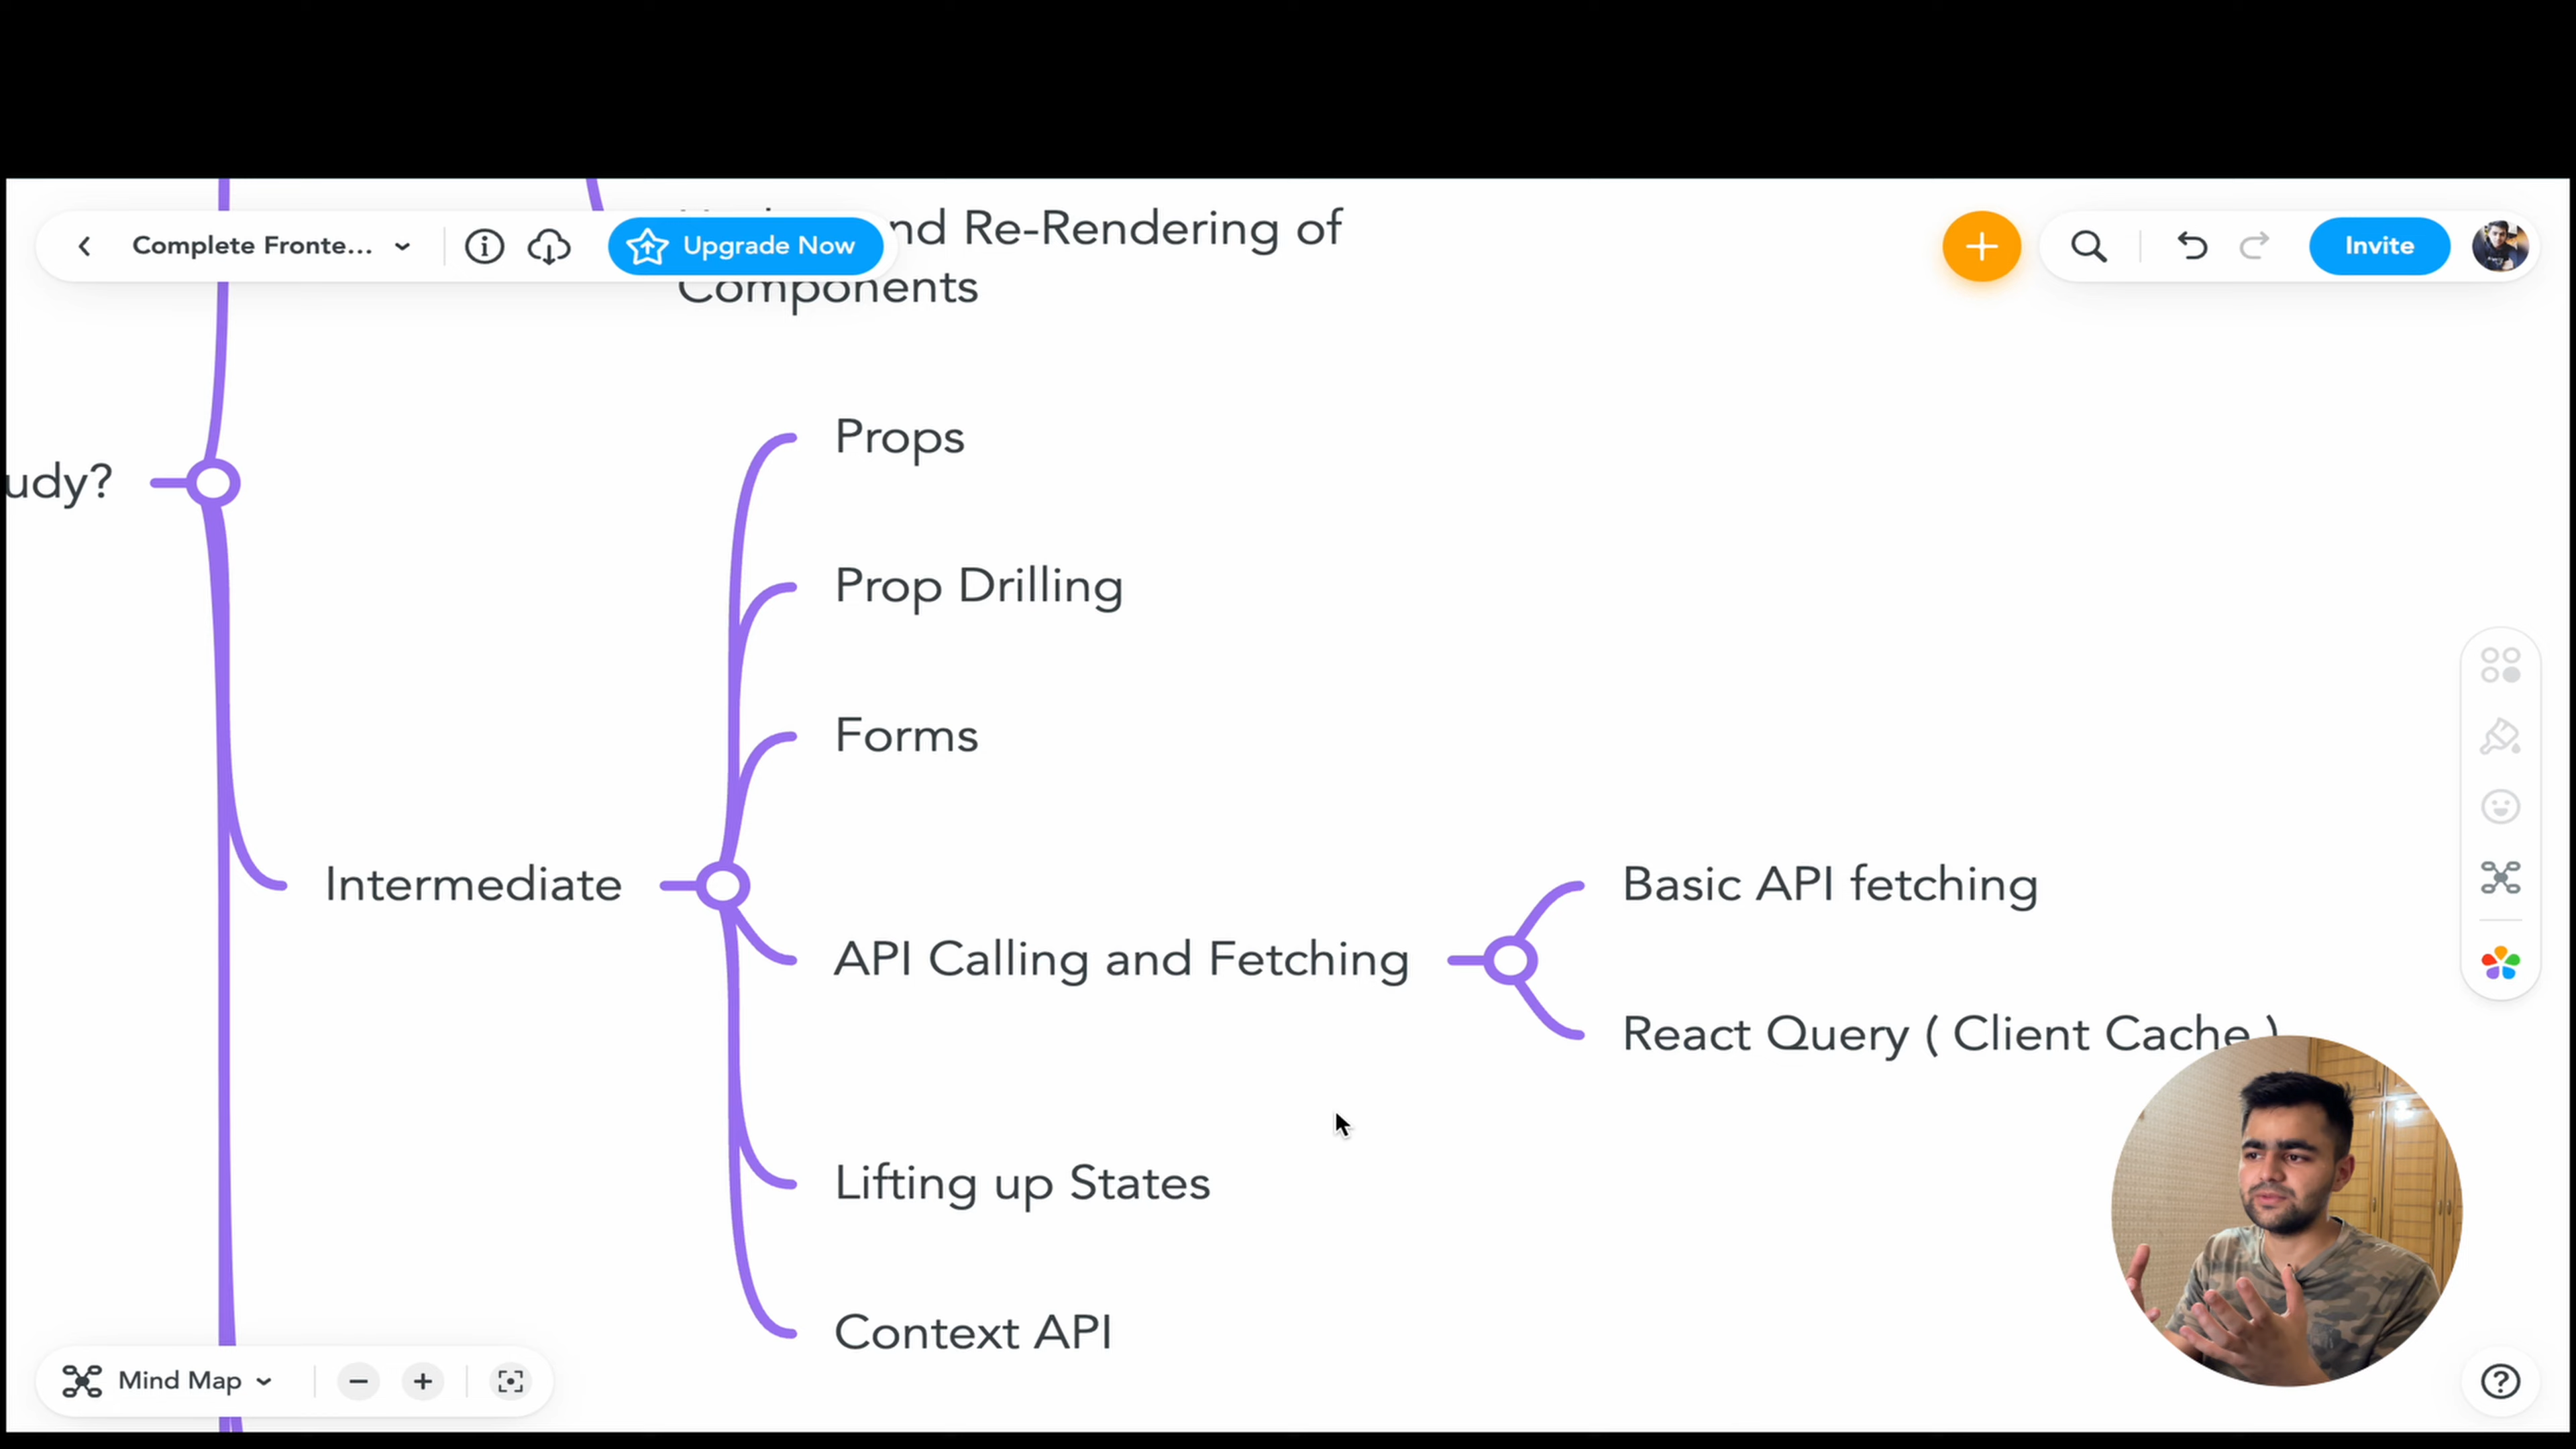 Complete Fronte...
Upgrade Now
nd Re-Rendering of
Components
Invite
Props
udy?
Prop Drilling
Forms
Intermediate
Basic API fetching
API Calling and Fetching
React Query ( Client Cache )
Lifting up States
Context API
Mind Map